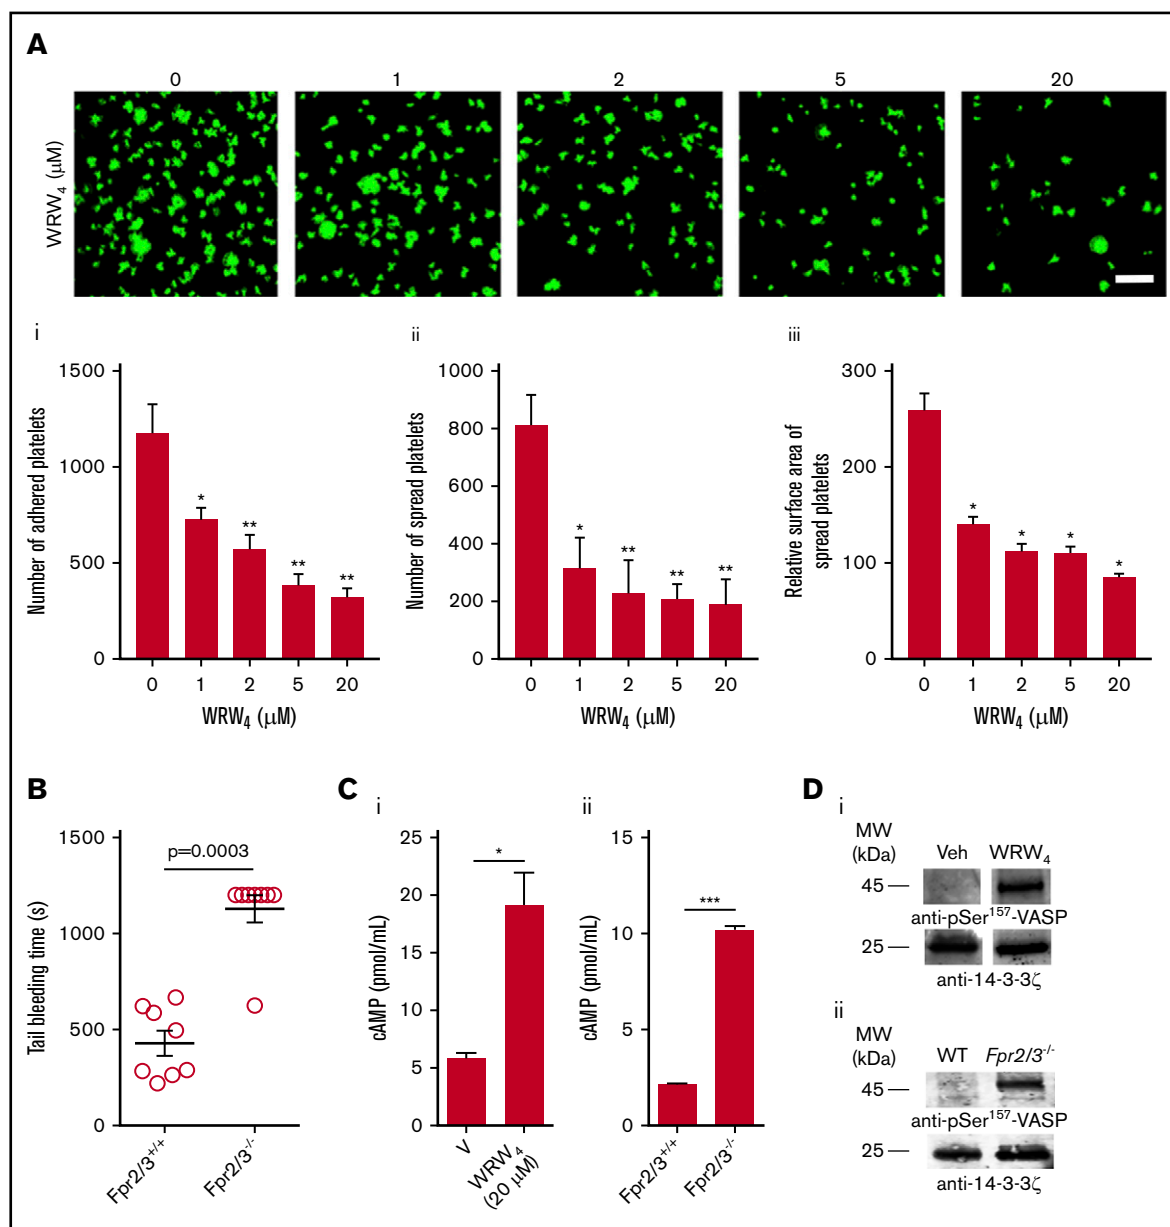 A
0 1 2 5 20
WRW₄ (μM)
i
Number of adhered platelets
1500
1000
500
0
* ** ** **
0 1 2 5 20
WRW₄ (μM)
ii
Number of spread platelets
1000
800
600
400
200
0
* ** ** **
0 1 2 5 20
WRW₄ (μM)
iii
Relative surface area of
spread platelets
300
200
100
0
* * * *
0 1 2 5 20
WRW₄ (μM)
B
Tail bleeding time (s)
1500
1000
500
0
p=0.0003
Fpr2/3⁺/⁺
Fpr2/3⁻/⁻
C
i
cAMP (pmol/mL)
25
20
15
10
5
0
*
V
WRW₄
(20 μM)
ii
cAMP (pmol/mL)
15
10
5
0
***
Fpr2/3⁺/⁺
Fpr2/3⁻/⁻
D
i
MW
(kDa)
Veh WRW₄
45
anti-pSer¹⁵⁷-VASP
25
anti-14-3-3ζ
ii
MW
(kDa)
WT Fpr2/3⁻/⁻
45
anti-pSer¹⁵⁷-VASP
25
anti-14-3-3ζ